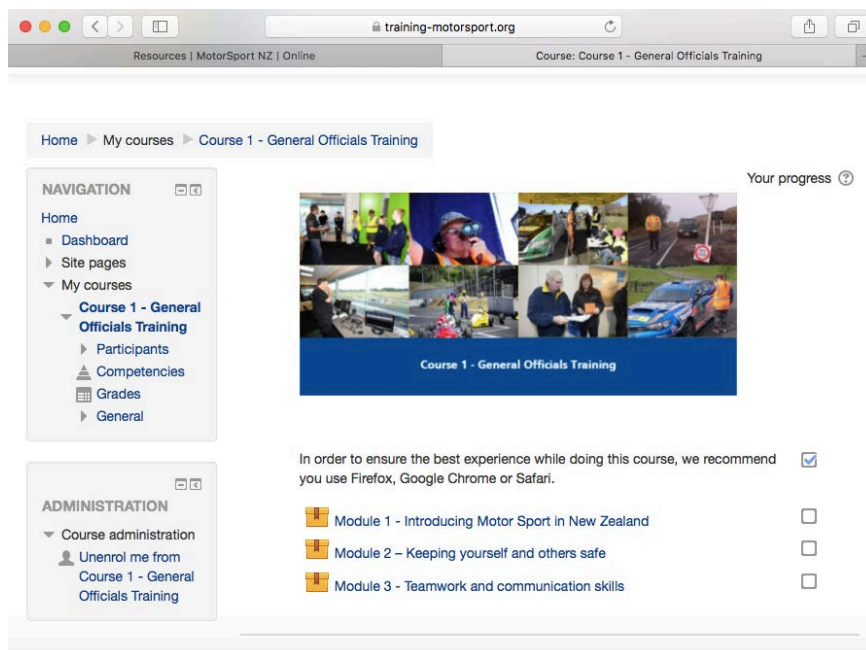 training-motorsport.org
Resources | MotorSport NZ | Online
Course: Course 1 - General Officials Training
Home My courses Course 1 - General Officials Training
Your progress
NAVIGATION
Home
Dashboard
Site pages
My courses
Course 1 - General
Officials Training
Participants
Competencies
Grades
General
Course 1 - General Officials Training
In order to ensure the best experience while doing this course, we recommend
you use Firefox, Google Chrome or Safari.
Module 1 - Introducing Motor Sport in New Zealand
Module 2 – Keeping yourself and others safe
Module 3 - Teamwork and communication skills
ADMINISTRATION
Course administration
Unenrol me from
Course 1 - General
Officials Training